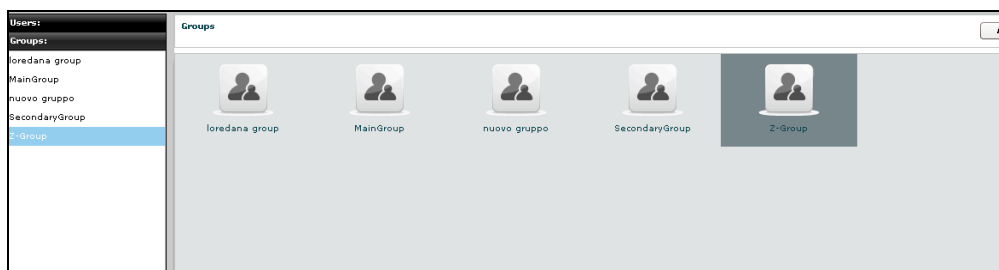 Users:
Groups:
loredana group
MainGroup
nuovo gruppo
SecondaryGroup
Z-Group
Groups
loredana group
MainGroup
nuovo gruppo
SecondaryGroup
Z-Group